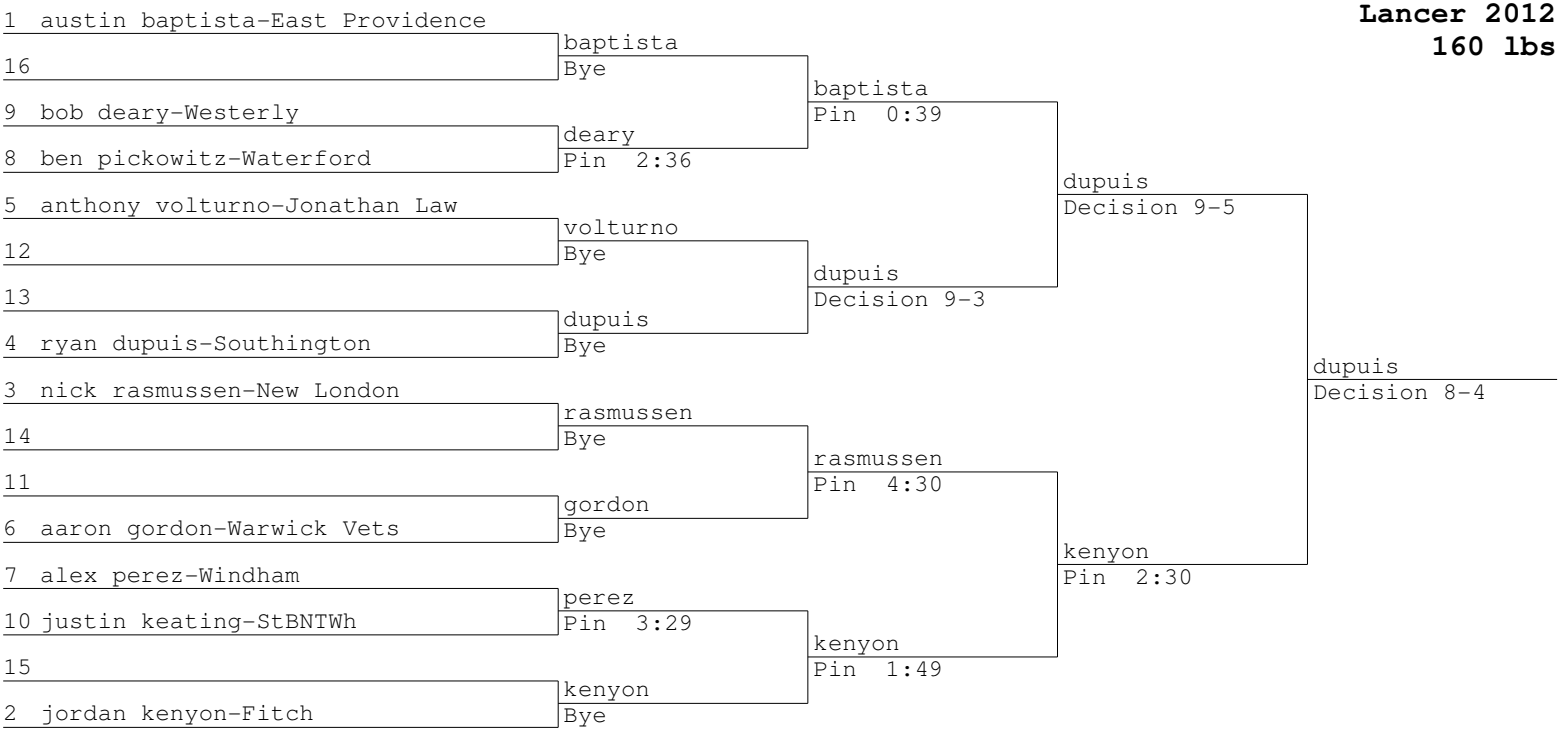 Lancer 2012
160 lbs
1 austin baptista-East Providence
16
9 bob deary-Westerly
8 ben pickowitz-Waterford
5 anthony volturno-Jonathan Law
12
13
4 ryan dupuis-Southington
3 nick rasmussen-New London
14
11
6 aaron gordon-Warwick Vets
7 alex perez-Windham
10 justin keating-StBNTWh
15
2 jordan kenyon-Fitch
baptista
Bye
deary
Pin 2:36
volturno
Bye
dupuis
Bye
rasmussen
Bye
gordon
Bye
perez
Pin 3:29
kenyon
Bye
baptista
Pin 0:39
dupuis
Decision 9-3
rasmussen
Pin 4:30
kenyon
Pin 1:49
dupuis
Decision 9-5
kenyon
Pin 2:30
dupuis
Decision 8-4